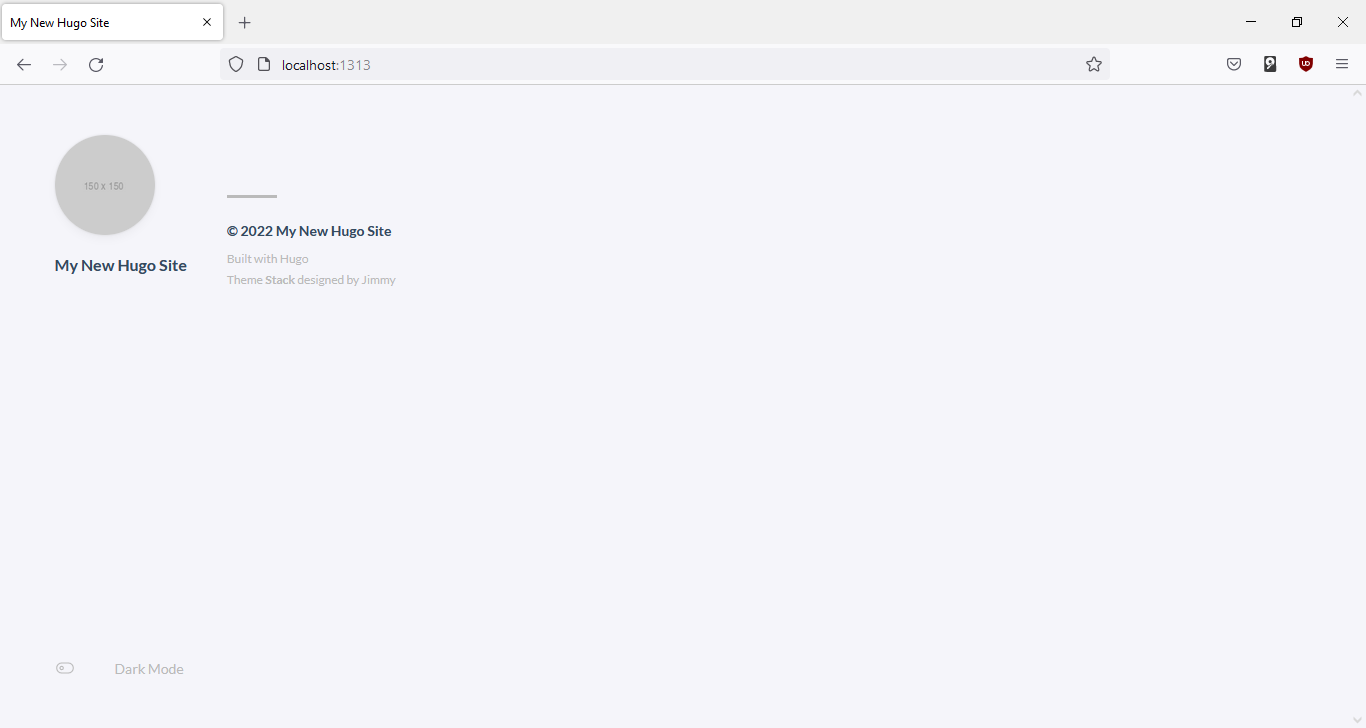 My New Hugo Site
localhost:1313
150 x 150
My New Hugo Site
© 2022 My New Hugo Site
Built with Hugo
Theme Stack designed by Jimmy
Dark Mode